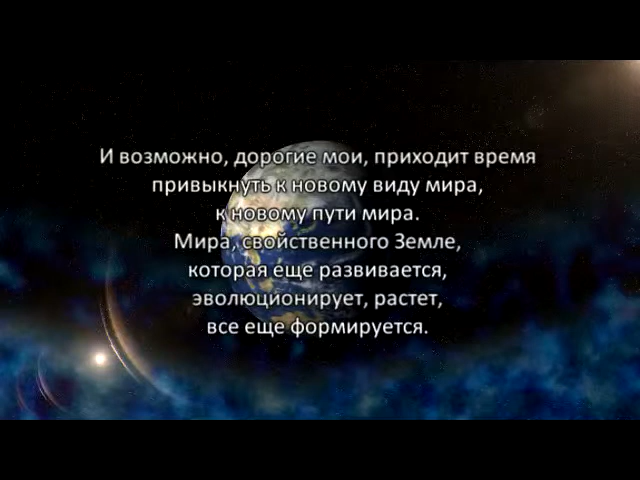 И возможно, дорогие мои, приходит время
привыкнуть к новому виду мира,
к новому пути мира.
Мира, свойственного Земле,
которая еще развивается,
эволюционирует, растет,
все еще формируется.